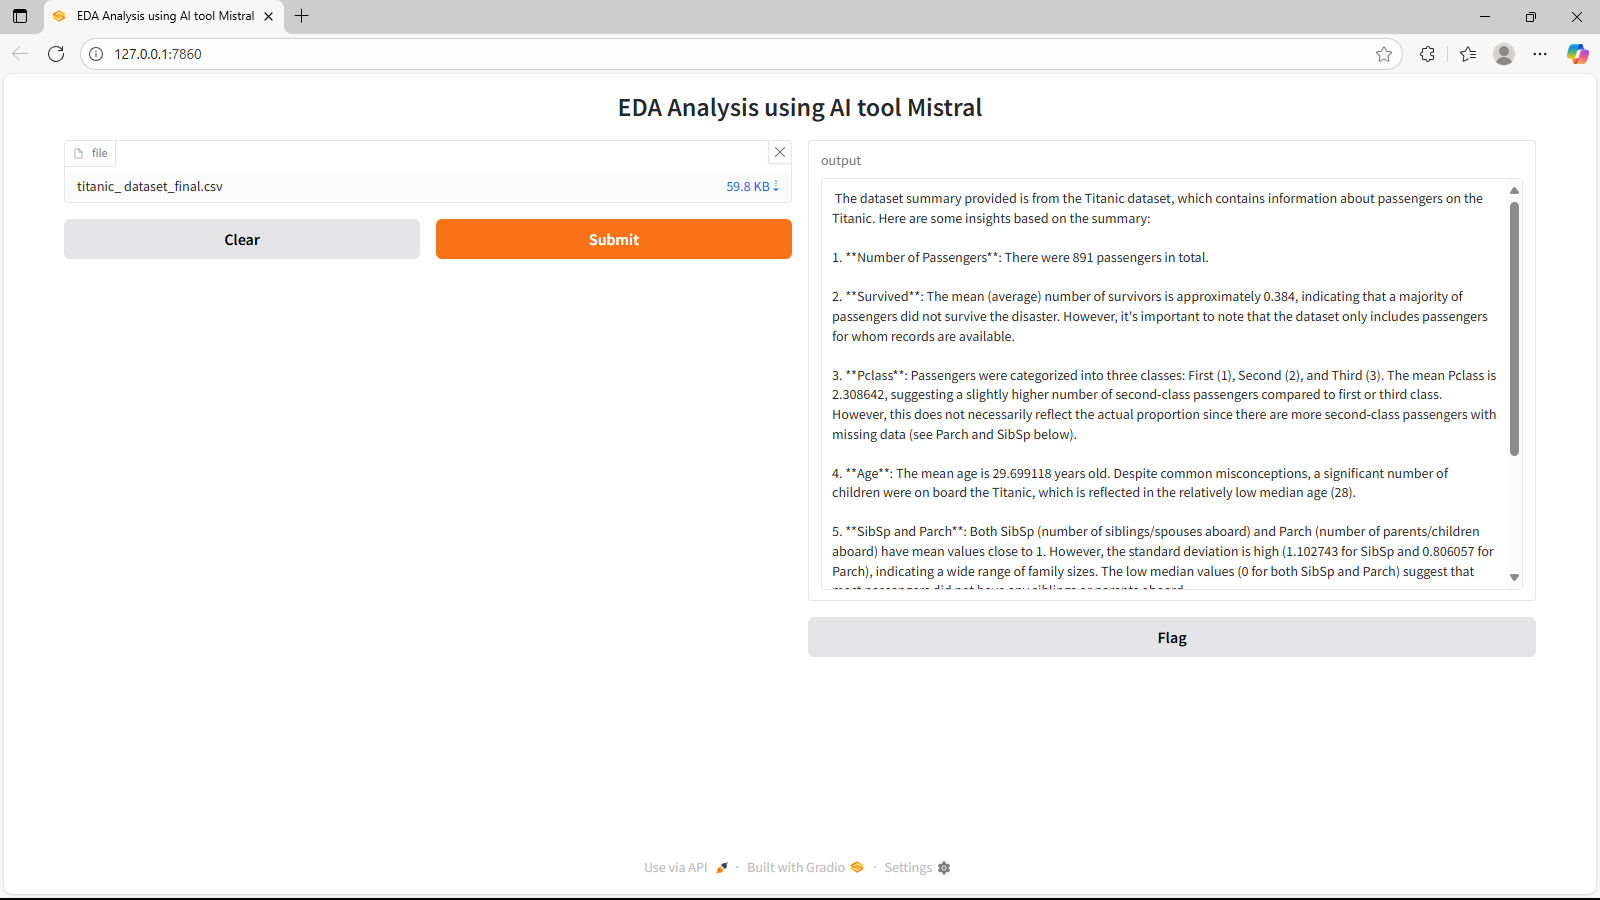 EDA Analysis using AI tool Mistral
127.0.0.1:7860
EDA Analysis using AI tool Mistral
file
titanic_ dataset_final.csv
59.8 KB
Clear
Submit
output
The dataset summary provided is from the Titanic dataset, which contains information about passengers on the
Titanic. Here are some insights based on the summary:
1. **Number of Passengers**: There were 891 passengers in total.
2. **Survived**: The mean (average) number of survivors is approximately 0.384, indicating that a majority of
passengers did not survive the disaster. However, it's important to note that the dataset only includes passengers
for whom records are available.
3. **Pclass**: Passengers were categorized into three classes: First (1), Second (2), and Third (3). The mean Pclass is
2.308642, suggesting a slightly higher number of second-class passengers compared to first or third class.
However, this does not necessarily reflect the actual proportion since there are more second-class passengers with
missing data (see Parch and SibSp below).
4. **Age**: The mean age is 29.699118 years old. Despite common misconceptions, a significant number of
children were on board the Titanic, which is reflected in the relatively low median age (28).
5. **SibSp and Parch**: Both SibSp (number of siblings/spouses aboard) and Parch (number of parents/children
aboard) have mean values close to 1. However, the standard deviation is high (1.102743 for SibSp and 0.806057 for
Parch), indicating a wide range of family sizes. The low median values (0 for both SibSp and Parch) suggest that
Flag
Use via API · Built with Gradio · Settings